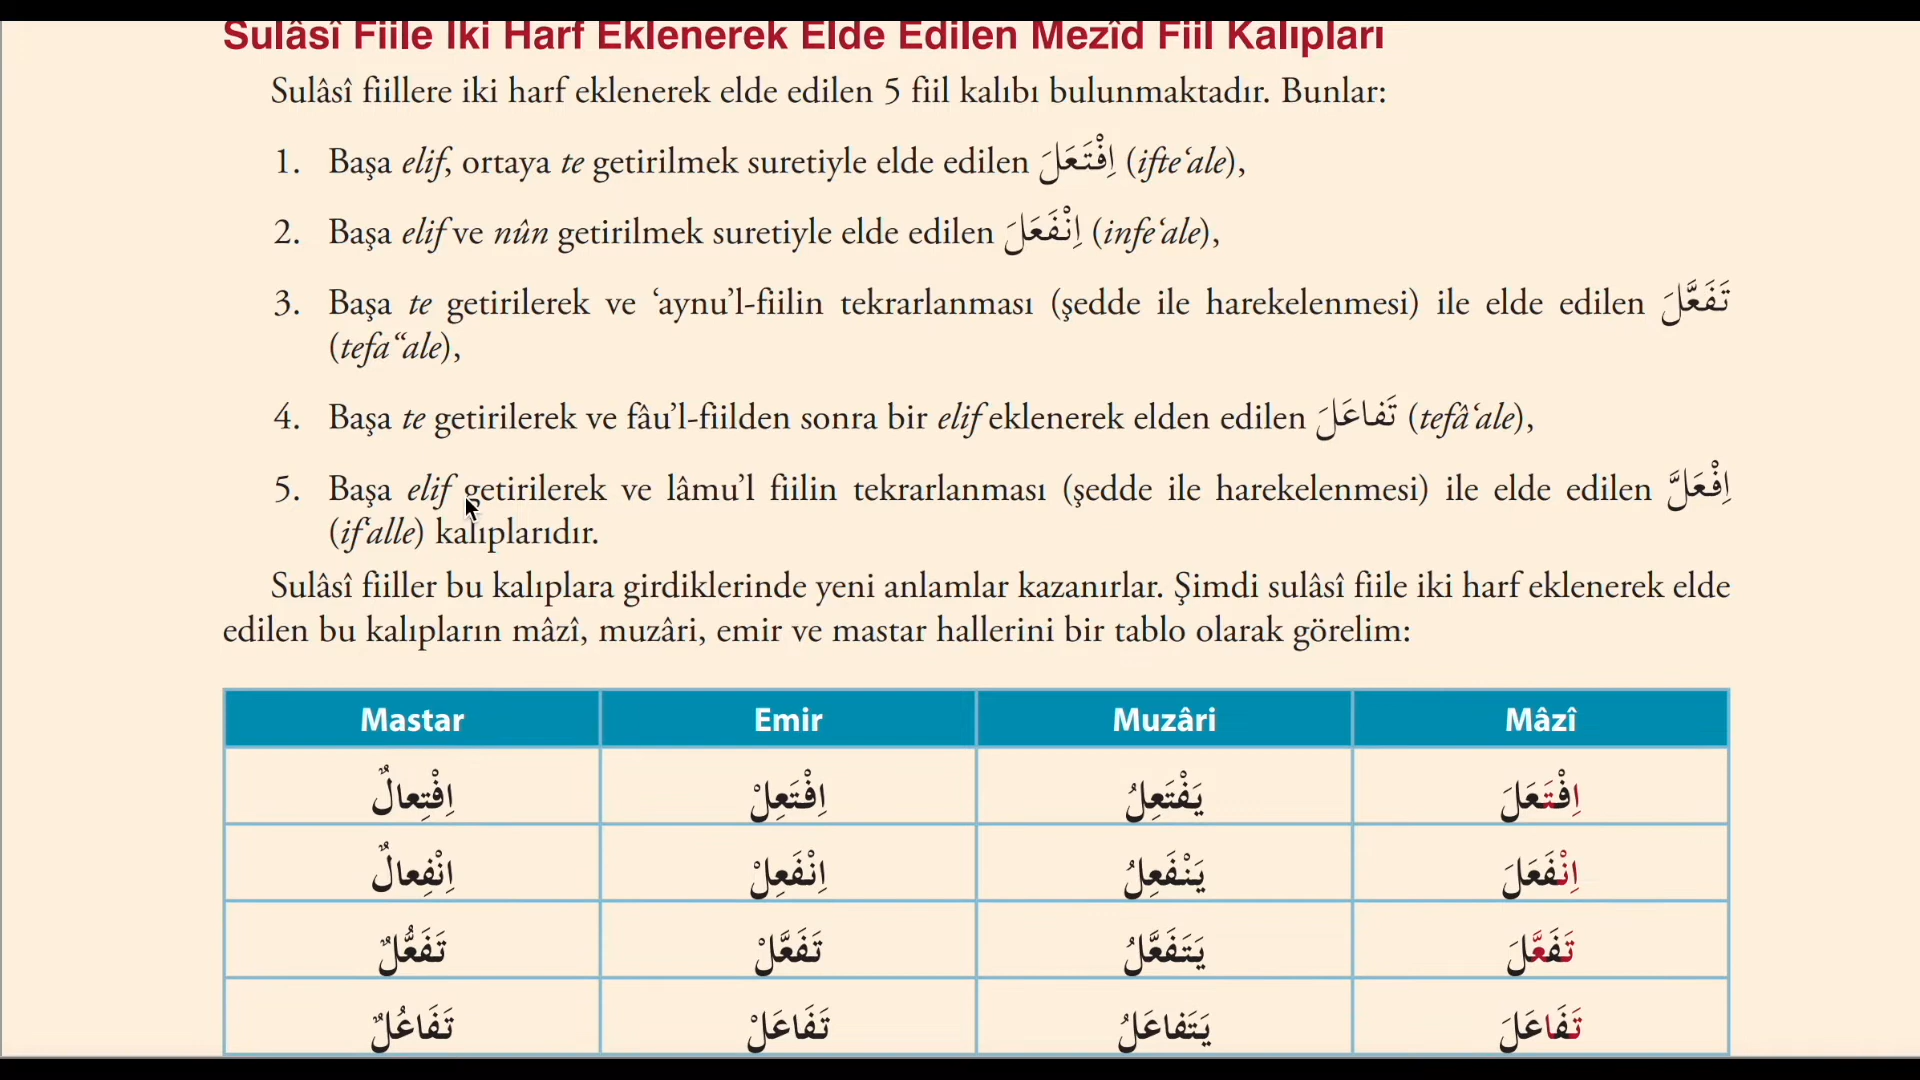 Sulâsî Fiile İki Harf Eklenerek Elde Edilen Mezîd Fiil Kalıpları
Sulâsî fiillere iki harf eklenerek elde edilen 5 fiil kalıbı bulunmaktadır. Bunlar:
1. Başa elif, ortaya te getirilmek suretiyle elde edilen اِفْتَعَلَ (ifte‘ale),
2. Başa elif ve nûn getirilmek suretiyle elde edilen اِنْفَعَلَ (infe‘ale),
3. Başa te getirilerek ve ‘aynu’l-fiilin tekrarlanması (şedde ile harekelenmesi) ile elde edilen تَفَعَّلَ
(tefa“ale),
4. Başa te getirilerek ve fâu’l-fiilden sonra bir elif eklenerek elden edilen تَفاعَلَ (tefâ‘ale),
5. Başa elif getirilerek ve lâmu’l fiilin tekrarlanması (şedde ile harekelenmesi) ile elde edilen اِفْعَلَّ
(if‘alle) kalıplarıdır.
Sulâsî fiiller bu kalıplara girdiklerinde yeni anlamlar kazanırlar. Şimdi sulâsî fiile iki harf eklenerek elde
edilen bu kalıpların mâzî, muzâri, emir ve mastar hallerini bir tablo olarak görelim:
Mastar Emir Muzâri Mâzî
اِفْتِعالٌ اِفْتَعِلْ يَفْتَعِلُ اِفْتَعَلَ
اِنْفِعالٌ اِنْفَعِلْ يَنْفَعِلُ اِنْفَعَلَ
تَفَعُّلٌ تَفَعَّلْ يَتَفَعَّلُ تَفَعَّلَ
تَفَاعُلٌ تَفَاعَلْ يَتَفاعَلُ تَفَاعَلَ